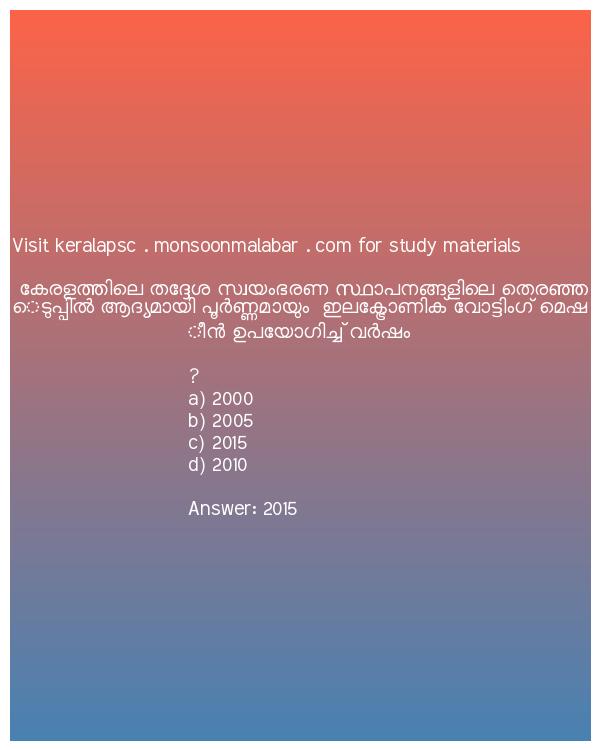 Visit keralapsc . monsoonmalabar . com for study materials
കേരളത്തിലെ തദ്ദേശ സ്വയംഭരണ സ്ഥാപനങ്ങളിലെ തെരഞ്ഞ
െടുപ്പിൽ ആദ്യമായി പൂർണ്ണമായും ഇലക്ട്രോണിക് വോട്ടിംഗ് മെഷ
ീൻ ഉപയോഗിച്ച് വർഷം
?
a) 2000
b) 2005
c) 2015
d) 2010
Answer: 2015